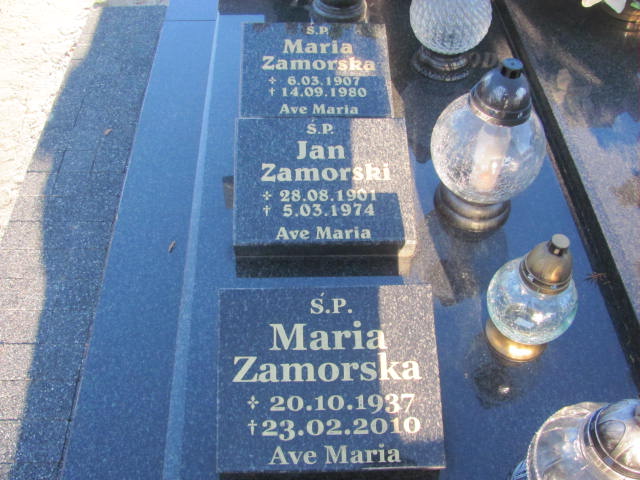 Ś.P.
Maria
Zamorska
✧ 6.03.1907
† 14.09.1980
Ave Maria
Ś.P.
Jan
Zamorski
✧ 28.08.1901
† 5.03.1974
Ave Maria
Ś.P.
Maria
Zamorska
✧ 20.10.1937
† 23.02.2010
Ave Maria